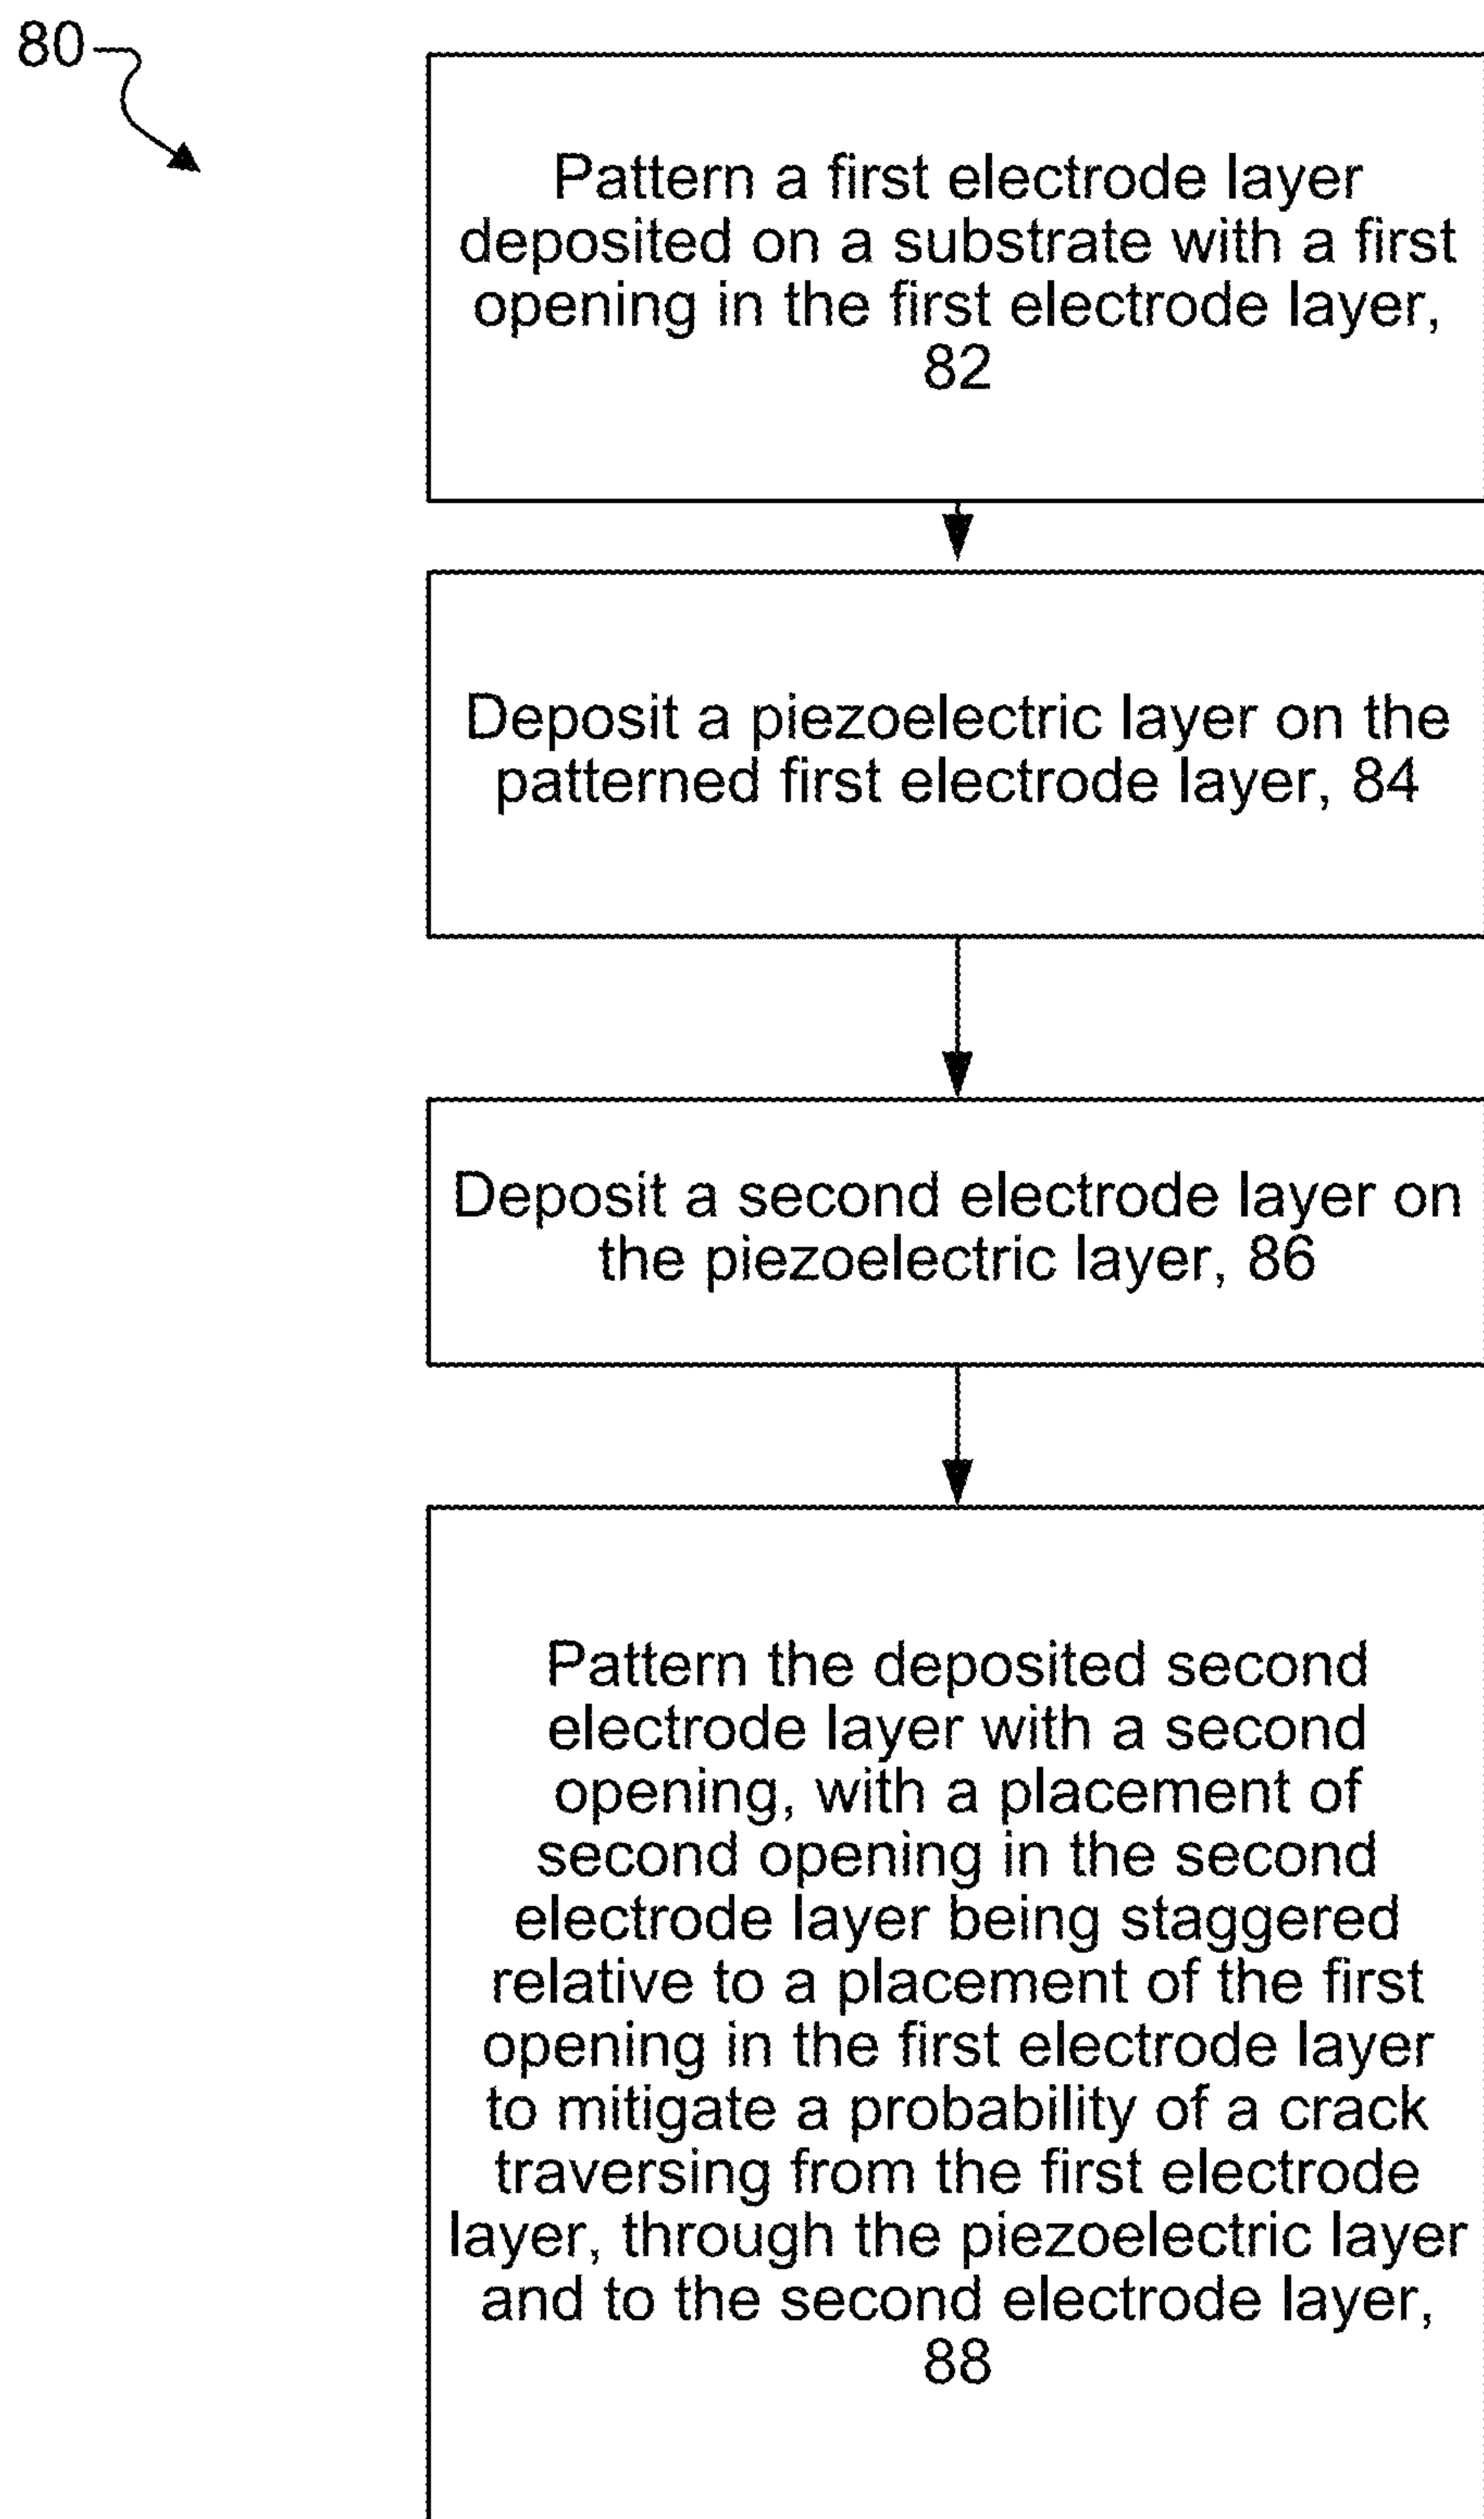 80
Pattern a first electrode layer
deposited on a substrate with a first
opening in the first electrode layer,
82
Deposit a piezoelectric layer on the
patterned first electrode layer, 84
Deposit a second electrode layer on
the piezoelectric layer, 86
Pattern the deposited second
electrode layer with a second
opening, with a placement of
second opening in the second
electrode layer being staggered
relative to a placement of the first
opening in the first electrode layer
to mitigate a probability of a crack
traversing from the first electrode
layer, through the piezoelectric layer
and to the second electrode layer,
88